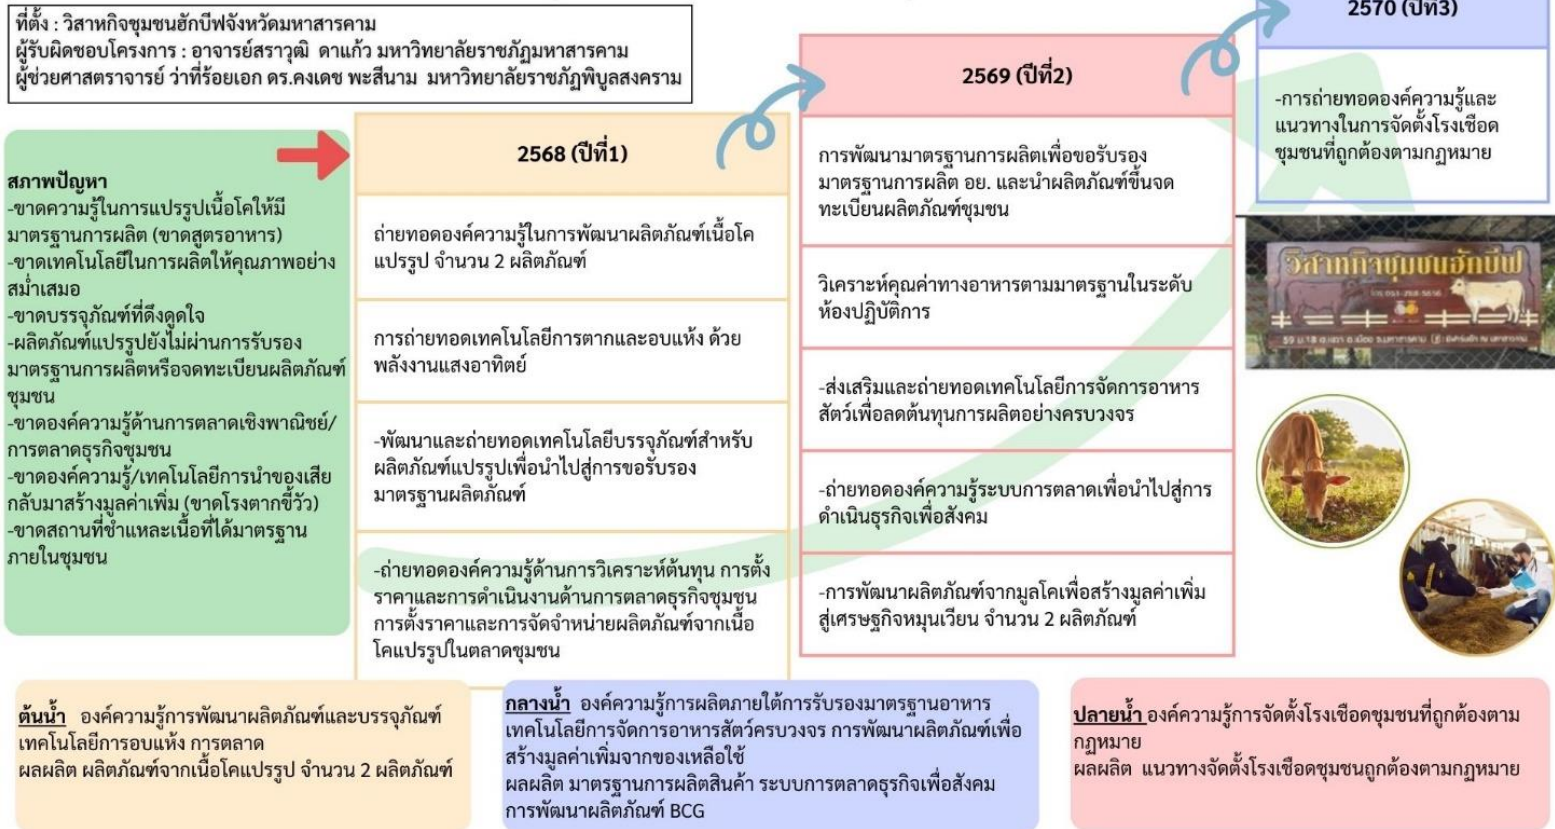 ที่ตั้ง : วิสาหกิจชุมชนฮักบีฟจังหวัดมหาสารคาม
ผู้รับผิดชอบโครงการ : อาจารย์สราวุฒิ ดาแก้ว มหาวิทยาลัยราชภัฏมหาสารคาม
ผู้ช่วยศาสตราจารย์ ว่าที่ร้อยเอก ดร.คงเดช พะสีนาม มหาวิทยาลัยราชภัฏพิบูลสงคราม
สภาพปัญหา
-ขาดความรู้ในการแปรรูปเนื้อโคให้มี
มาตรฐานการผลิต (ขาดสูตรอาหาร)
-ขาดเทคโนโลยีในการผลิตให้คุณภาพอย่าง
สม่ำเสมอ
-ขาดบรรจุภัณฑ์ที่ดึงดูดใจ
-ผลิตภัณฑ์แปรรูปยังไม่ผ่านการรับรอง
มาตรฐานการผลิตหรือจดทะเบียนผลิตภัณฑ์
ชุมชน
-ขาดองค์ความรู้ด้านการตลาดเชิงพาณิชย์/
การตลาดธุรกิจชุมชน
-ขาดองค์ความรู้/เทคโนโลยีการนำของเสีย
กลับมาสร้างมูลค่าเพิ่ม (ขาดโรงตากขี้วัว)
-ขาดสถานที่ชำแหละเนื้อที่ได้มาตรฐาน
ภายในชุมชน
2568 (ปีที่1)
ถ่ายทอดองค์ความรู้ในการพัฒนาผลิตภัณฑ์เนื้อโค
แปรรูป จำนวน 2 ผลิตภัณฑ์
การถ่ายทอดเทคโนโลยีการตากและอบแห้ง ด้วย
พลังงานแสงอาทิตย์
-พัฒนาและถ่ายทอดเทคโนโลยีบรรจุภัณฑ์สำหรับ
ผลิตภัณฑ์แปรรูปเพื่อนำไปสู่การขอรับรอง
มาตรฐานผลิตภัณฑ์
-ถ่ายทอดองค์ความรู้ด้านการวิเคราะห์ต้นทุน การตั้ง
ราคาและการดำเนินงานด้านการตลาดธุรกิจชุมชน
การตั้งราคาและการจัดจำหน่ายผลิตภัณฑ์จากเนื้อ
โคแปรรูปในตลาดชุมชน
2569 (ปีที่2)
การพัฒนามาตรฐานการผลิตเพื่อขอรับรอง
มาตรฐานการผลิต อย. และนำผลิตภัณฑ์ขึ้นจด
ทะเบียนผลิตภัณฑ์ชุมชน
วิเคราะห์คุณค่าทางอาหารตามมาตรฐานในระดับ
ห้องปฏิบัติการ
-ส่งเสริมและถ่ายทอดเทคโนโลยีการจัดการอาหาร
สัตว์เพื่อลดต้นทุนการผลิตอย่างครบวงจร
-ถ่ายทอดองค์ความรู้ระบบการตลาดเพื่อนำไปสู่การ
ดำเนินธุรกิจเพื่อสังคม
-การพัฒนาผลิตภัณฑ์จากมูลโคเพื่อสร้างมูลค่าเพิ่ม
สู่เศรษฐกิจหมุนเวียน จำนวน 2 ผลิตภัณฑ์
2570 (ปีที่3)
-การถ่ายทอดองค์ความรู้และ
แนวทางในการจัดตั้งโรงเชือด
ชุมชนที่ถูกต้องตามกฎหมาย
วิสาหกิจชุมชนฮักบีฟ
ต้นน้ำ องค์ความรู้การพัฒนาผลิตภัณฑ์และบรรจุภัณฑ์
เทคโนโลยีการอบแห้ง การตลาด
ผลผลิต ผลิตภัณฑ์จากเนื้อโคแปรรูป จำนวน 2 ผลิตภัณฑ์
กลางน้ำ องค์ความรู้การผลิตภายใต้การรับรองมาตรฐานอาหาร
เทคโนโลยีการจัดการอาหารสัตว์ครบวงจร การพัฒนาผลิตภัณฑ์เพื่อ
สร้างมูลค่าเพิ่มจากของเหลือใช้
ผลผลิต มาตรฐานการผลิตสินค้า ระบบการตลาดธุรกิจเพื่อสังคม
การพัฒนาผลิตภัณฑ์ BCG
ปลายน้ำ องค์ความรู้การจัดตั้งโรงเชือดชุมชนที่ถูกต้องตาม
กฎหมาย
ผลผลิต แนวทางจัดตั้งโรงเชือดชุมชนถูกต้องตามกฎหมาย